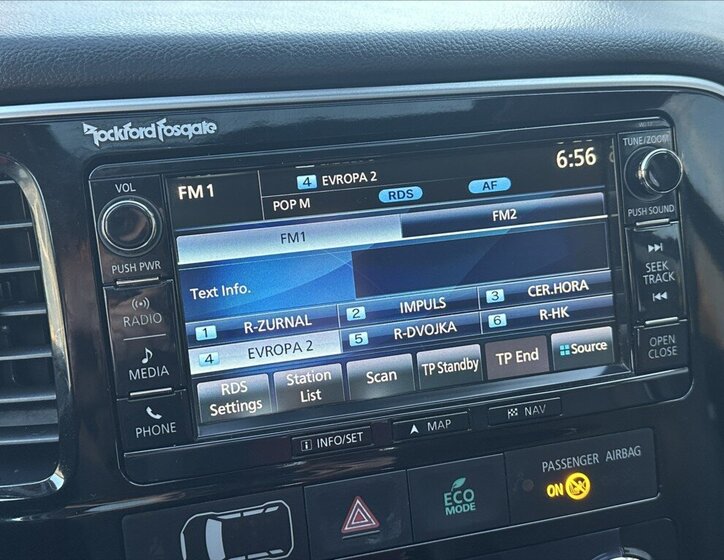 Rockford Fosgate
VOL
PUSH PWR
RADIO
MEDIA
PHONE
FM 1
4 EVROPA 2
6:56
POP M
RDS
AF
FM1
FM2
Text Info.
1 R-ZURNAL
2 IMPULS
3 CER.HORA
4 EVROPA 2
5 R-DVOJKA
6 R-HK
RDS
Settings
Station
List
Scan
TP Standby
TP End
Source
TUNE/ZOOM
PUSH SOUND
SEEK
TRACK
OPEN
CLOSE
INFO/SET
MAP
NAV
ECO
MODE
PASSENGER AIRBAG
ON